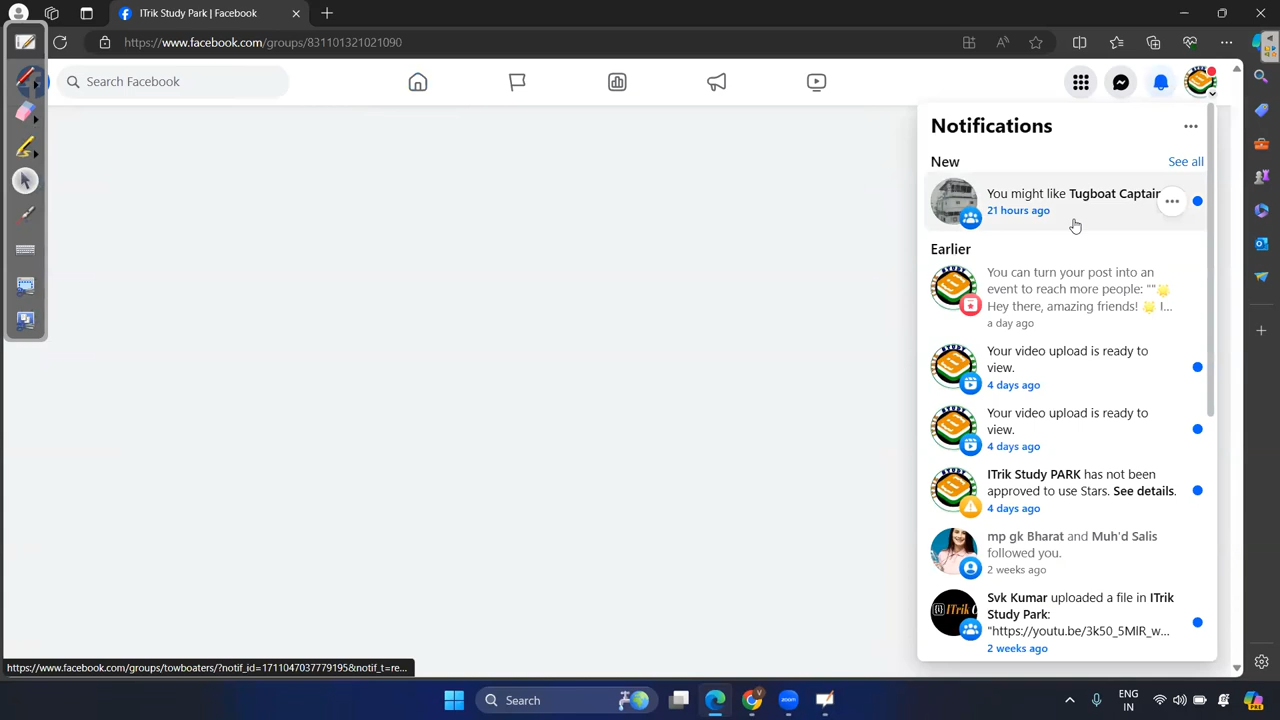 ITrik Study Park | Facebook
https://www.facebook.com/groups/831101321021090
Search Facebook
Notifications
New
See all
You might like Tugboat Captain
21 hours ago
Earlier
You can turn your post into an
event to reach more people: ""🌟
Hey there, amazing friends! 🌟 I...
a day ago
Your video upload is ready to
view.
4 days ago
Your video upload is ready to
view.
4 days ago
ITrik Study PARK has not been
approved to use Stars. See details.
4 days ago
mp gk Bharat and Muh'd Salis
followed you.
2 weeks ago
Svk Kumar uploaded a file in ITrik
Study Park:
"https://youtu.be/3k50_5MlR_w...
2 weeks ago
https://www.facebook.com/groups/towboaters/?notif_id=1711047037779195&notif_t=re...
Search
zoom
ENG
IN